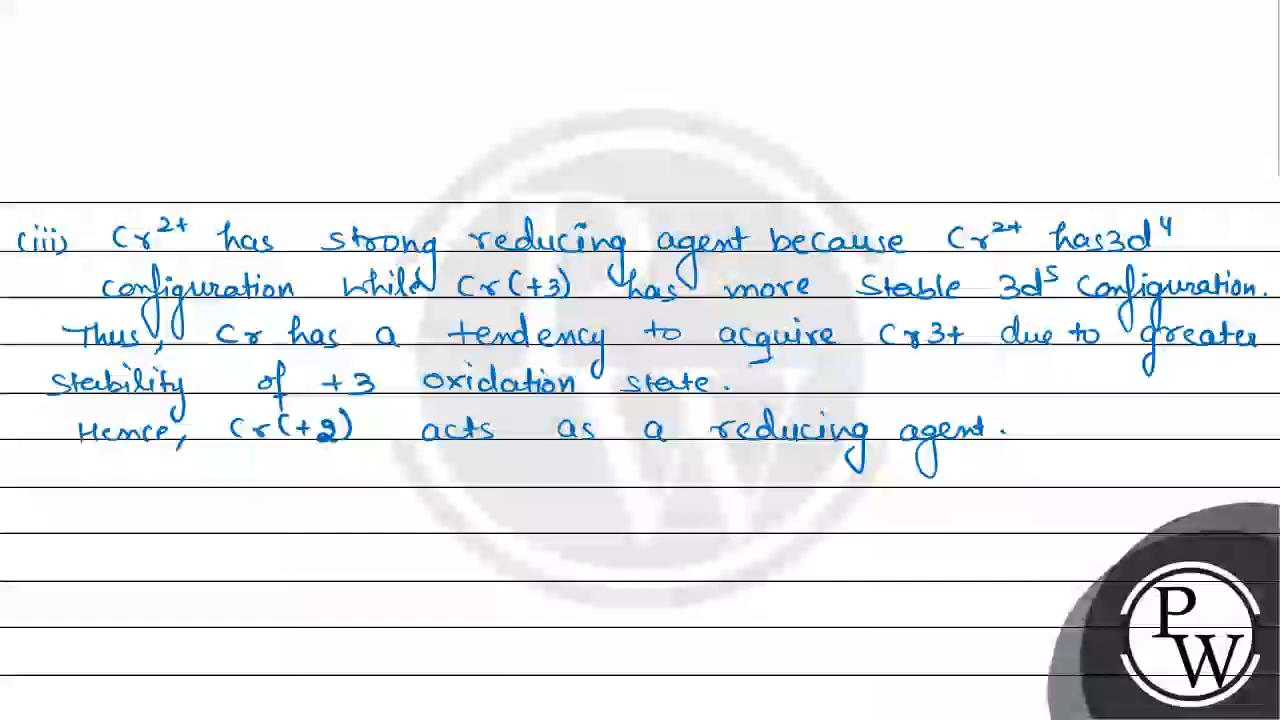 (iii) Cr²⁺ has strong reducing agent because Cr²⁺ has 3d⁴
configuration while Cr(+3) has more stable 3d⁵ configuration.
Thus, Cr has a tendency to acquire Cr3+ due to greater
stability of +3 oxidation state.
Hence, Cr(+2) acts as a reducing agent.
PW